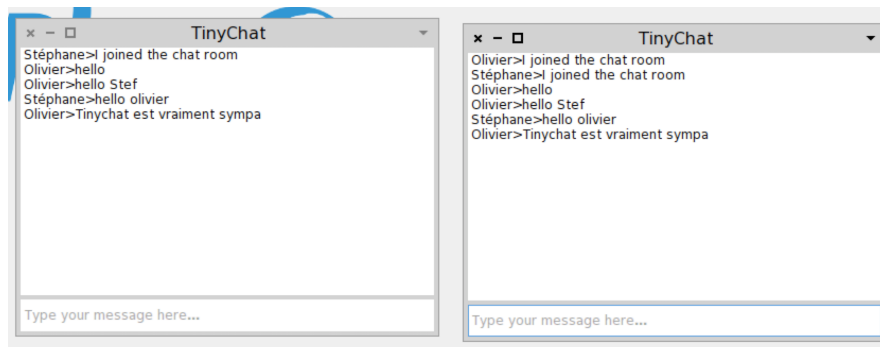 TinyChat
Stéphane>I joined the chat room
Olivier>hello
Olivier>hello Stef
Stéphane>hello olivier
Olivier>Tinychat est vraiment sympa
Type your message here...
TinyChat
Olivier>I joined the chat room
Stéphane>I joined the chat room
Olivier>hello
Olivier>hello Stef
Stéphane>hello olivier
Olivier>Tinychat est vraiment sympa
Type your message here...